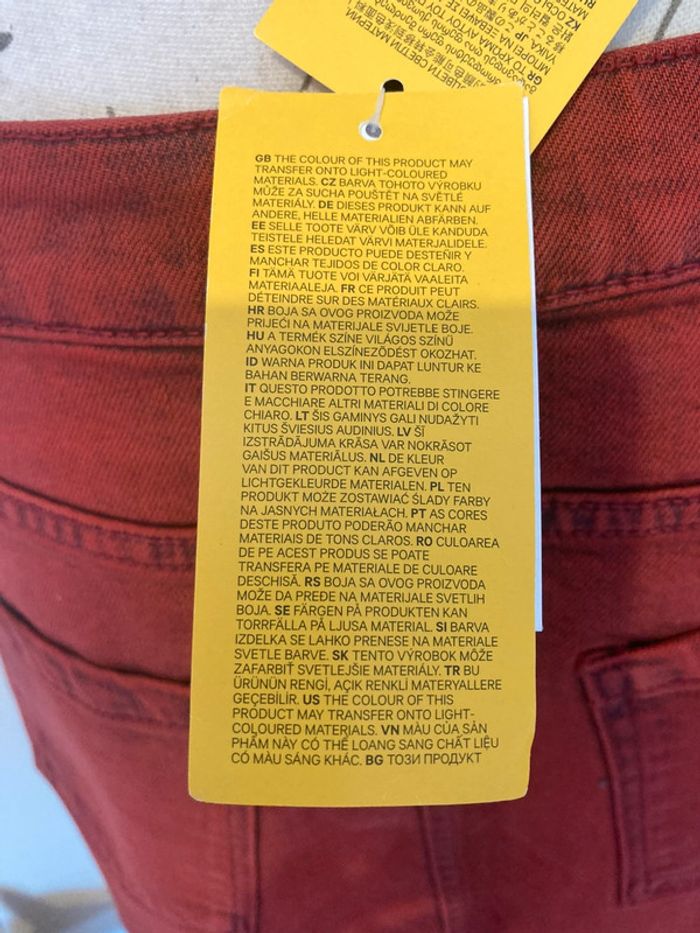 GB THE COLOUR OF THIS PRODUCT MAY
TRANSFER ONTO LIGHT-COLOURED
MATERIALS. CZ BARVA TOHOTO VÝROBKU
MŮŽE ZA SUCHA POUŠTĚT NA SVĚTLÉ
MATERIÁLY. DE DIESES PRODUKT KANN AUF
ANDERE, HELLE MATERIALIEN ABFÄRBEN.
EE SELLE TOOTE VÄRV VÕIB ÜLE KANDUDA
TEISTELE HELEDAT VÄRVI MATERJALIDELE.
ES ESTE PRODUCTO PUEDE DESTEÑIR Y
MANCHAR TEJIDOS DE COLOR CLARO.
FI TÄMÄ TUOTE VOI VÄRJÄTÄ VAALEITA
MATERIAALEJA. FR CE PRODUIT PEUT
DÉTEINDRE SUR DES MATÉRIAUX CLAIRS.
HR BOJA SA OVOG PROIZVODA MOŽE
PRIJEĆI NA MATERIJALE SVIJETLE BOJE.
HU A TERMÉK SZÍNE VILÁGOS SZÍNŰ
ANYAGOKON ELSZÍNEZŐDÉST OKOZHAT.
ID WARNA PRODUK INI DAPAT LUNTUR KE
BAHAN BERWARNA TERANG.
IT QUESTO PRODOTTO POTREBBE STINGERE
E MACCHIARE ALTRI MATERIALI DI COLORE
CHIARO. LT ŠIS GAMINYS GALI NUDAŽYTI
KITUS ŠVIESIUS AUDINIUS. LV ŠĪ
IZSTRĀDĀJUMA KRĀSA VAR NOKRĀSOT
GAIŠUS MATERIĀLUS. NL DE KLEUR
VAN DIT PRODUCT KAN AFGEVEN OP
LICHTGEKLEURDE MATERIALEN. PL TEN
PRODUKT MOŻE ZOSTAWIAĆ ŚLADY FARBY
NA JASNYCH MATERIAŁACH. PT AS CORES
DESTE PRODUTO PODERÃO MANCHAR
MATERIAIS DE TONS CLAROS. RO CULOAREA
DE PE ACEST PRODUS SE POATE
TRANSFERA PE MATERIALE DE CULOARE
DESCHISĂ. RS BOJA SA OVOG PROIZVODA
MOŽE DA PREĐE NA MATERIJALE SVETLIH
BOJA. SE FÄRGEN PÅ PRODUKTEN KAN
TORRFÄLLA PÅ LJUSA MATERIAL. SI BARVA
IZDELKA SE LAHKO PRENESE NA MATERIALE
SVETLE BARVE. SK TENTO VÝROBOK MÔŽE
ZAFARBIŤ SVETLEJŠIE MATERIÁLY. TR BU
ÜRÜNÜN RENGİ, AÇIK RENKLİ MATERYALLERE
GEÇEBİLİR. US THE COLOUR OF THIS
PRODUCT MAY TRANSFER ONTO LIGHT-
COLOURED MATERIALS. VN MÀU CỦA SẢN
PHẨM NÀY CÓ THỂ LOANG SANG CHẤT LIỆU
CÓ MÀU SÁNG KHÁC. BG ТОЗИ ПРОДУКТ